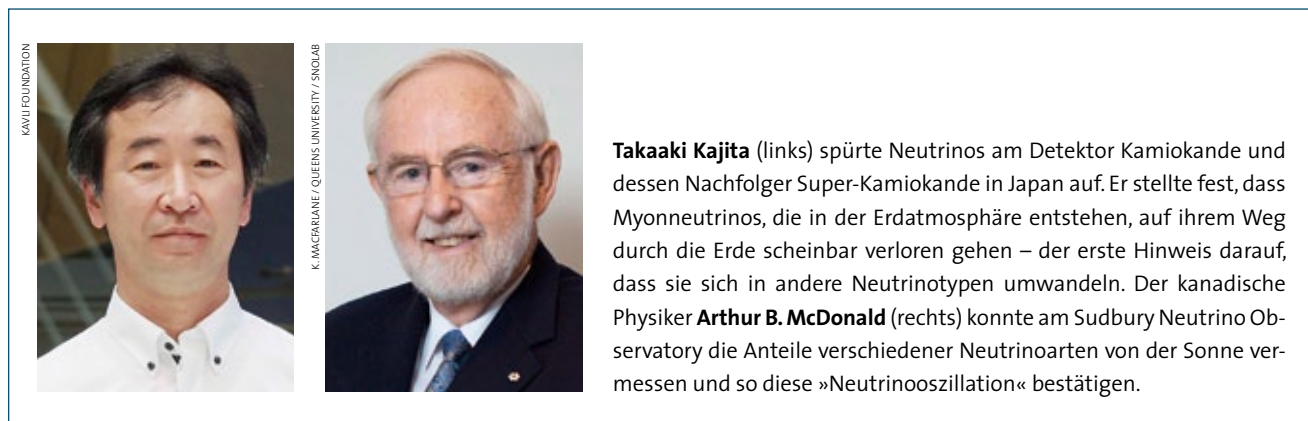 KAVLI FOUNDATION
K. MACFARLANE / QUEENS UNIVERSITY / SNOLAB
Takaaki Kajita (links) spürte Neutrinos am Detektor Kamiokande und
dessen Nachfolger Super-Kamiokande in Japan auf. Er stellte fest, dass
Myonneutrinos, die in der Erdatmosphäre entstehen, auf ihrem Weg
durch die Erde scheinbar verloren gehen – der erste Hinweis darauf,
dass sie sich in andere Neutrinotypen umwandeln. Der kanadische
Physiker Arthur B. McDonald (rechts) konnte am Sudbury Neutrino Ob-
servatory die Anteile verschiedener Neutrinoarten von der Sonne ver-
messen und so diese »Neutrinooszillation« bestätigen.